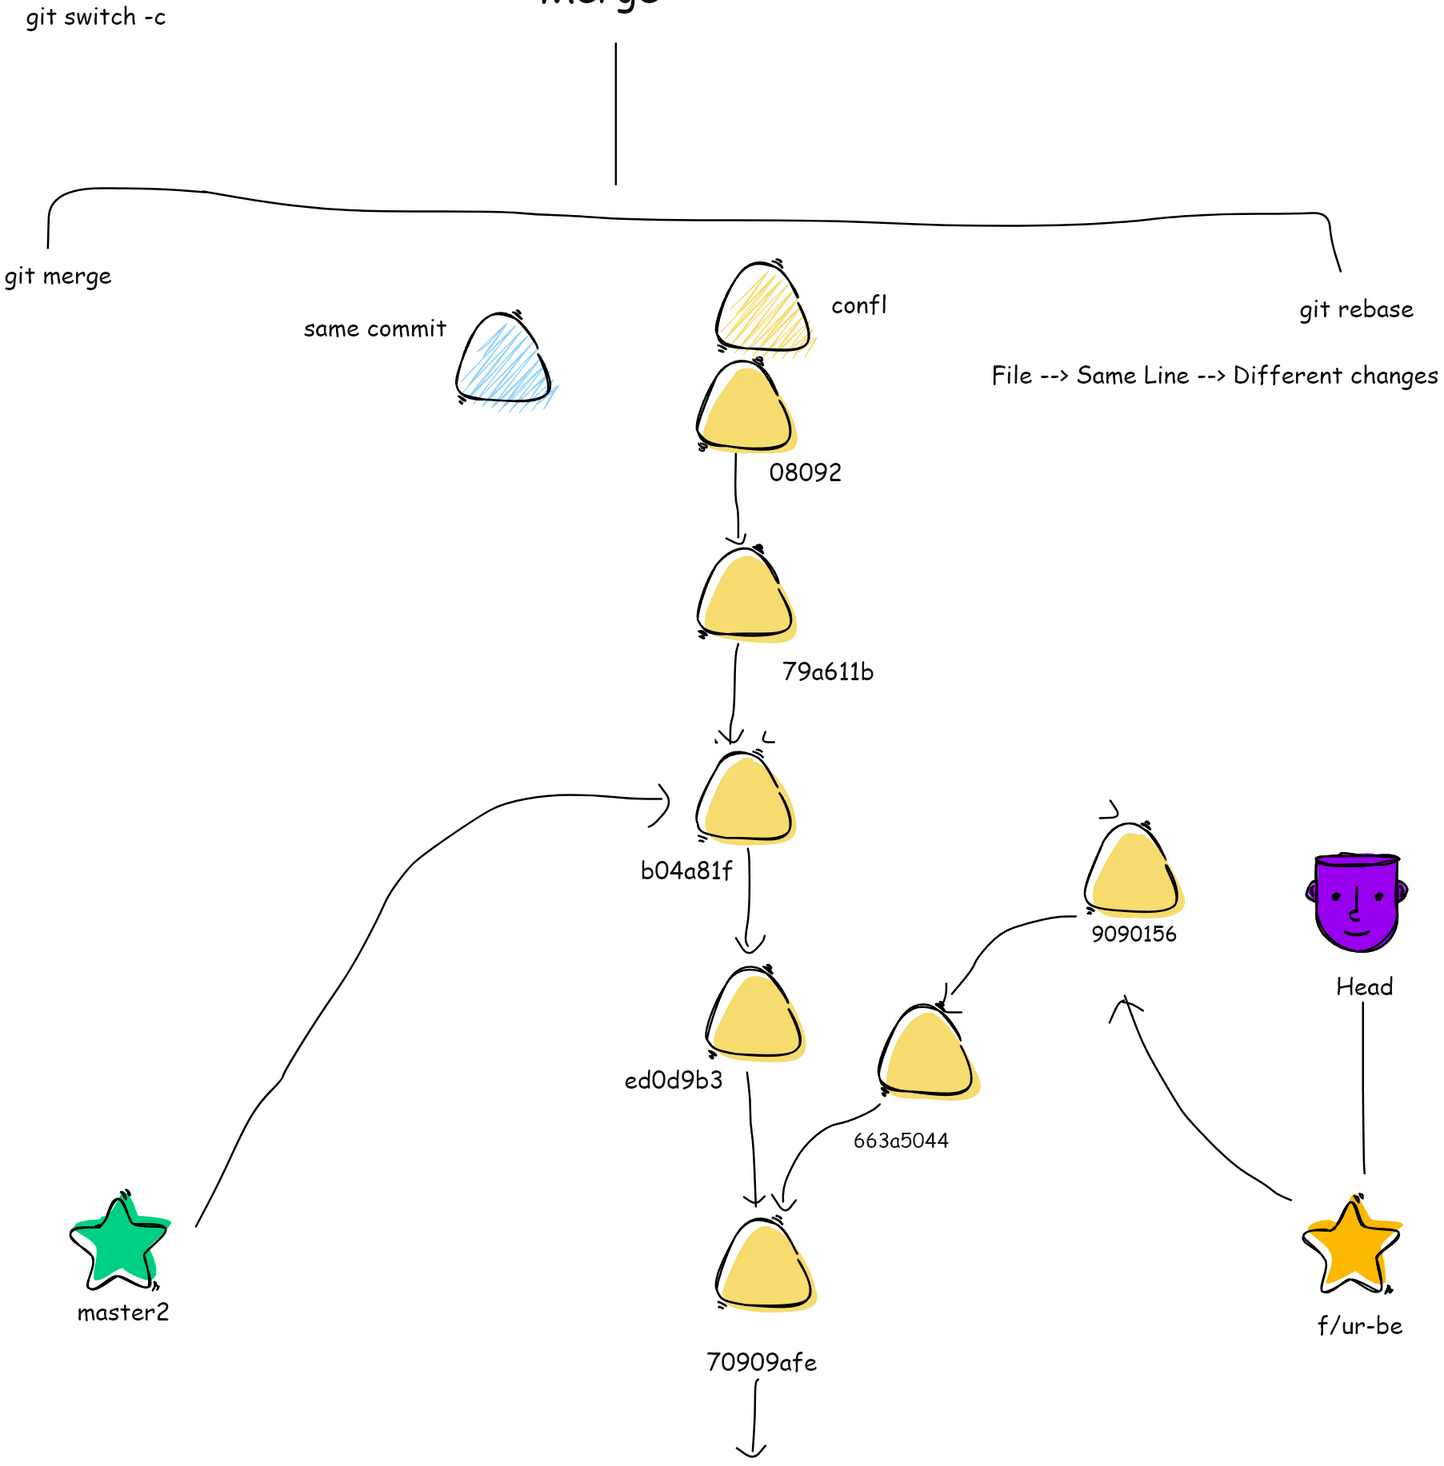 merge
git switch -c
git merge
same commit
confl
git rebase
File --> Same Line --> Different changes
08092
79a611b
b04a81f
9090156
Head
ed0d9b3
663a5044
master2
f/ur-be
70909afe